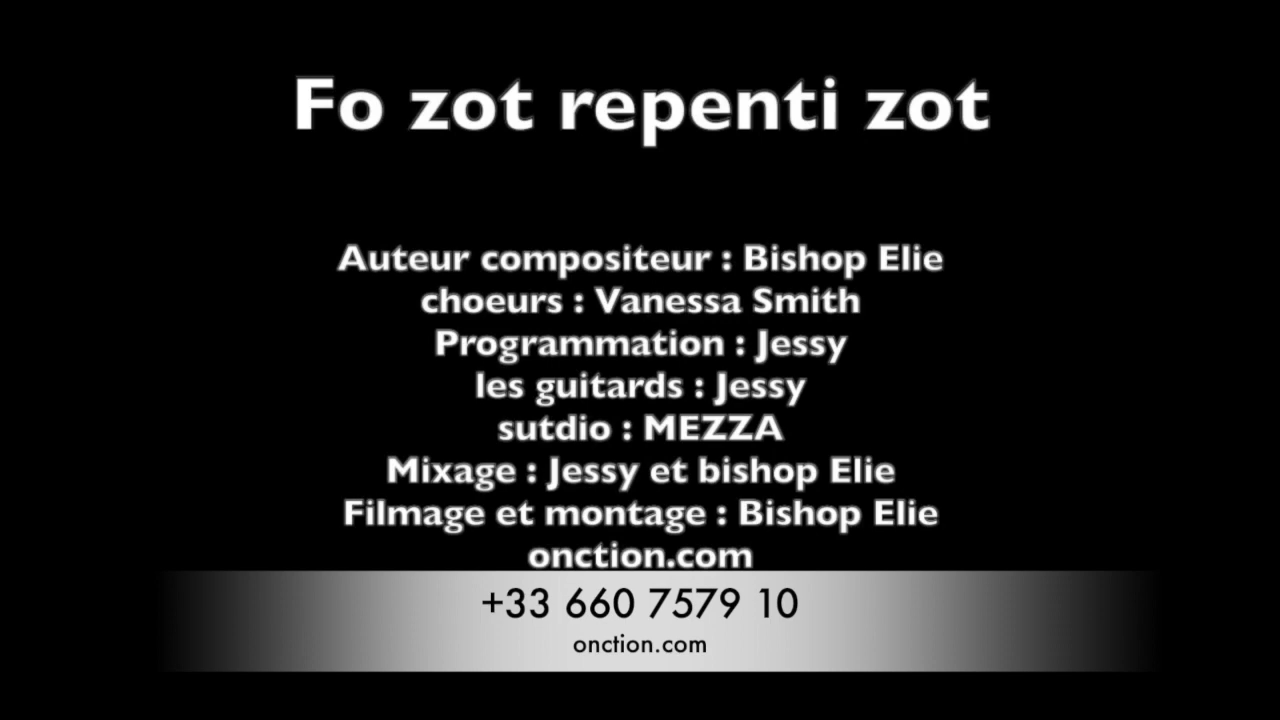 Fo zot repenti zot
Auteur compositeur : Bishop Elie
choeurs : Vanessa Smith
Programmation : Jessy
les guitards : Jessy
sutdio : MEZZA
Mixage : Jessy et bishop Elie
Filmage et montage : Bishop Elie
onction.com
+33 660 7579 10
onction.com